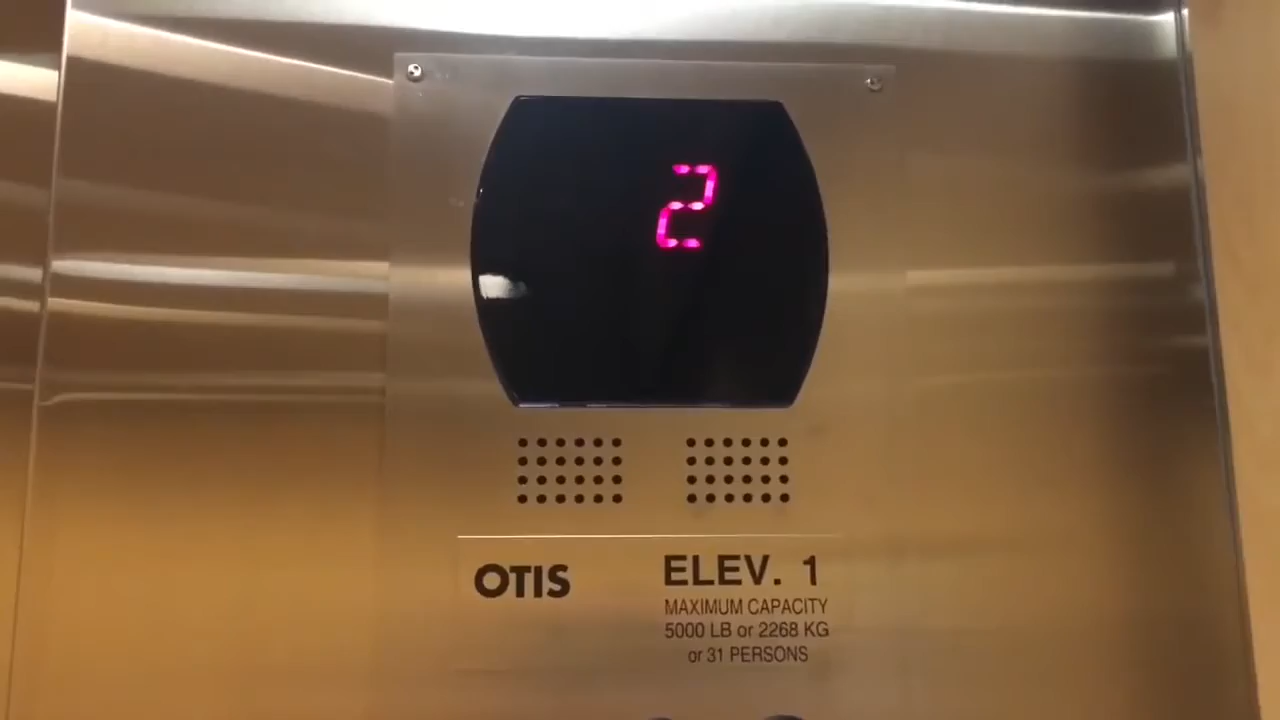 2
OTIS
ELEV. 1
MAXIMUM CAPACITY
5000 LB or 2268 KG
or 31 PERSONS